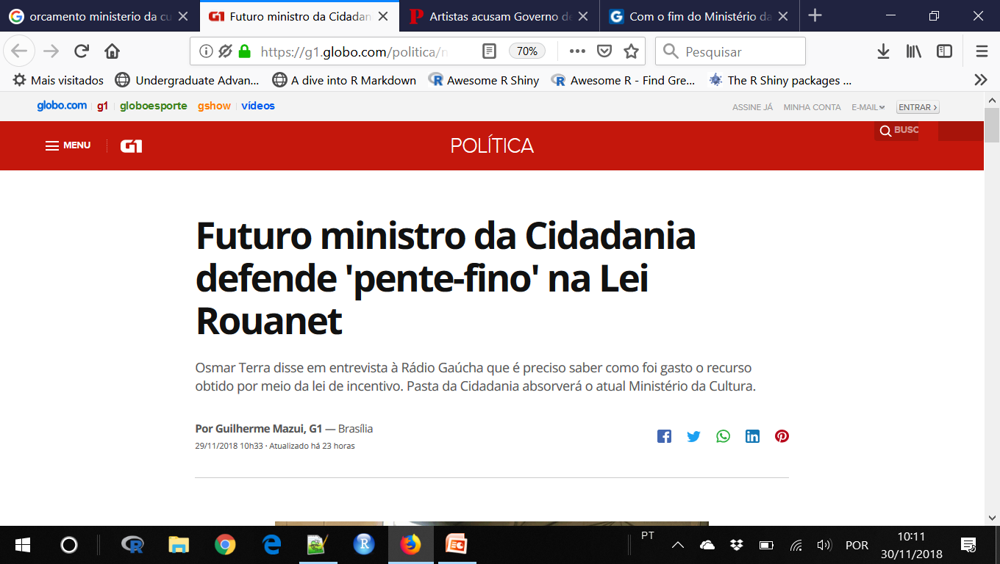 orcamento ministerio da cu
G1 Futuro ministro da Cidadan
P Artistas acusam Governo de
G Com o fim do Ministério da
https://g1.globo.com/politica/n
70%
Pesquisar
Mais visitados
Undergraduate Advan...
A dive into R Markdown
Awesome R Shiny
Awesome R - Find Gre...
The R Shiny packages ...
globo.com g1 globoesporte gshow vídeos
ASSINE JÁ MINHA CONTA E-MAIL ENTRAR ›
MENU G1 POLÍTICA BUSC
Futuro ministro da Cidadania
defende 'pente-fino' na Lei
Rouanet
Osmar Terra disse em entrevista à Rádio Gaúcha que é preciso saber como foi gasto o recurso
obtido por meio da lei de incentivo. Pasta da Cidadania absorverá o atual Ministério da Cultura.
Por Guilherme Mazui, G1 — Brasília
29/11/2018 10h33 · Atualizado há 23 horas
PT
POR
10:11
30/11/2018